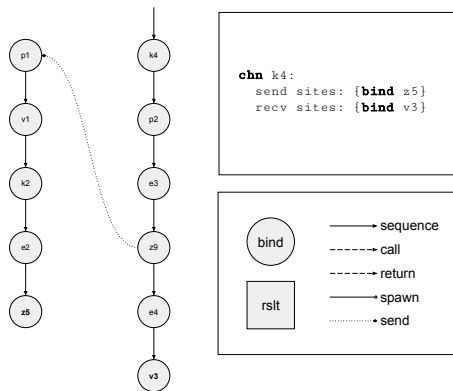 p1
v1
k2
e2
z5
k4
p2
e3
z9
e4
v3
chn k4:
send sites: {bind z5}
recv sites: {bind v3}
bind
rslt
sequence
call
return
spawn
send